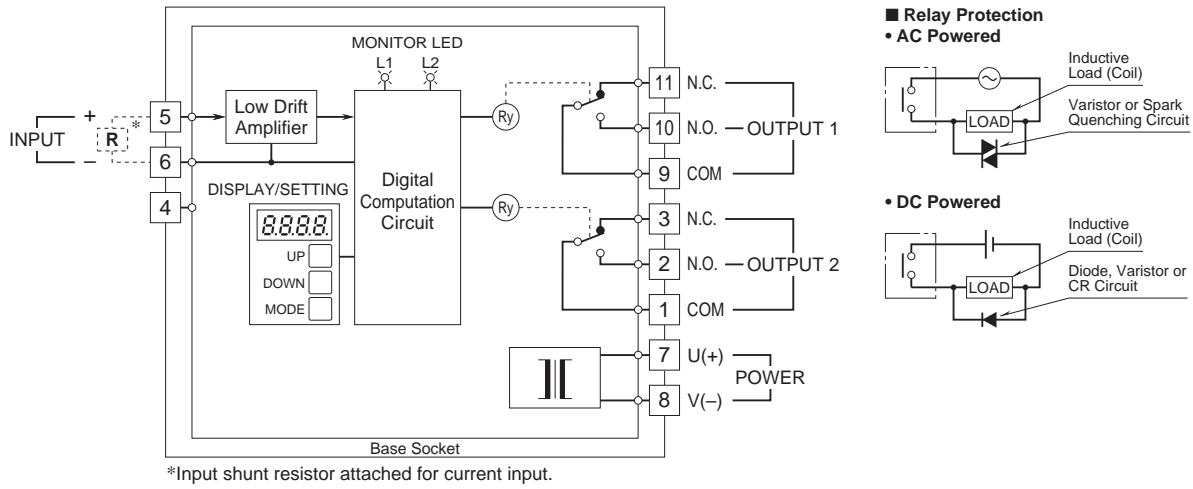 MONITOR LED
L1 L2
INPUT
+
–
R
*
5
6
4
Low Drift
Amplifier
DISPLAY/SETTING
8.8.8.8.
UP
DOWN
MODE
Digital
Computation
Circuit
Ry
Ry
11 N.C.
10 N.O. OUTPUT 1
9 COM
3 N.C.
2 N.O. OUTPUT 2
1 COM
7 U(+)
POWER
8 V(–)
Base Socket
*Input shunt resistor attached for current input.
■ Relay Protection
• AC Powered
Inductive
Load (Coil)
LOAD
Varistor or Spark
Quenching Circuit
• DC Powered
Inductive
Load (Coil)
LOAD
Diode, Varistor or
CR Circuit